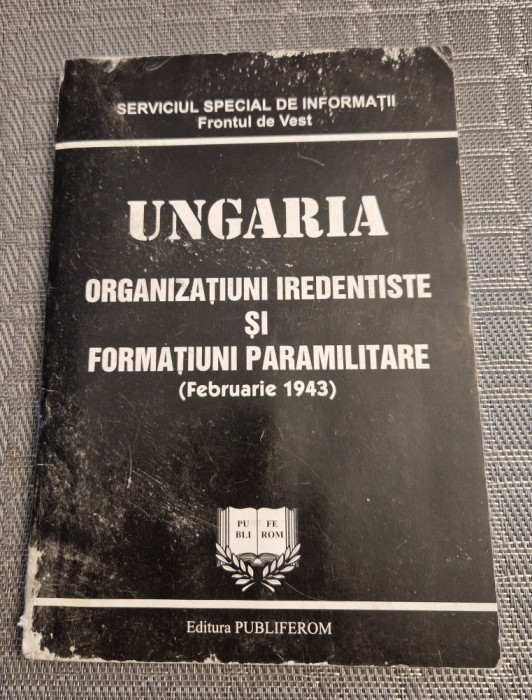 SERVICIUL SPECIAL DE INFORMAȚII
Frontul de Vest
UNGARIA
ORGANIZAȚIUNI IREDENTISTE
ȘI
FORMAȚIUNI PARAMILITARE
(Februarie 1943)
PU FE
BLI ROM
Editura PUBLIFEROM